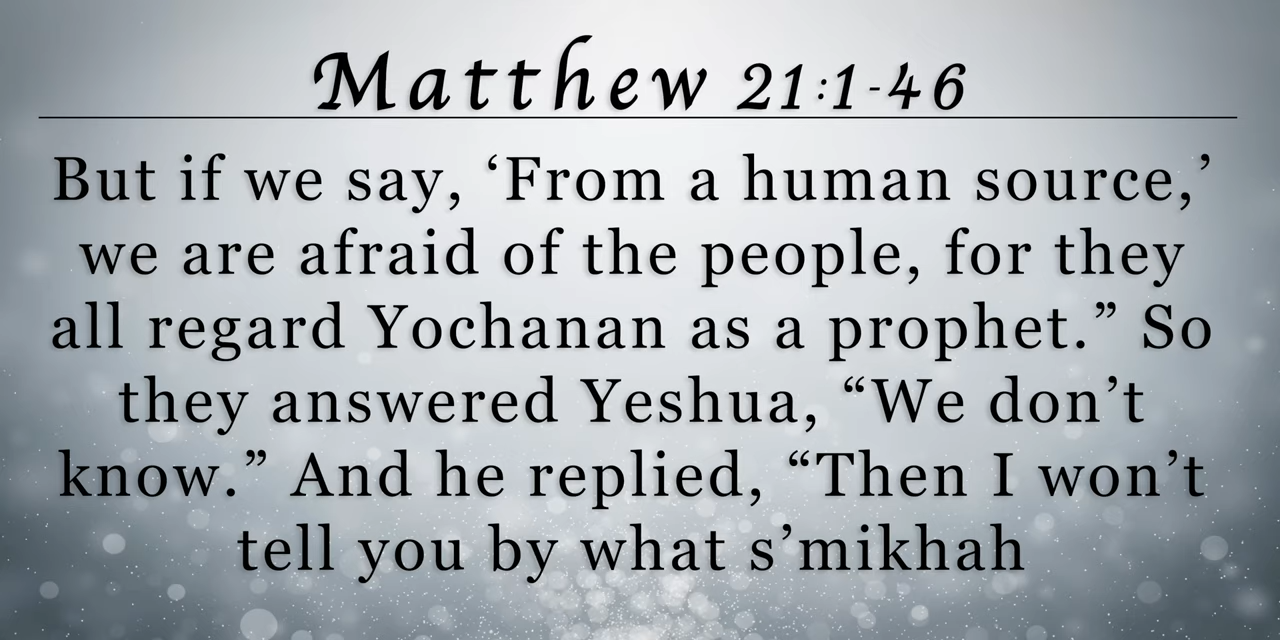 Matthew 21:1-46
But if we say, ‘From a human source,’
we are afraid of the people, for they
all regard Yochanan as a prophet.” So
they answered Yeshua, “We don’t
know.” And he replied, “Then I won’t
tell you by what s’mikhah